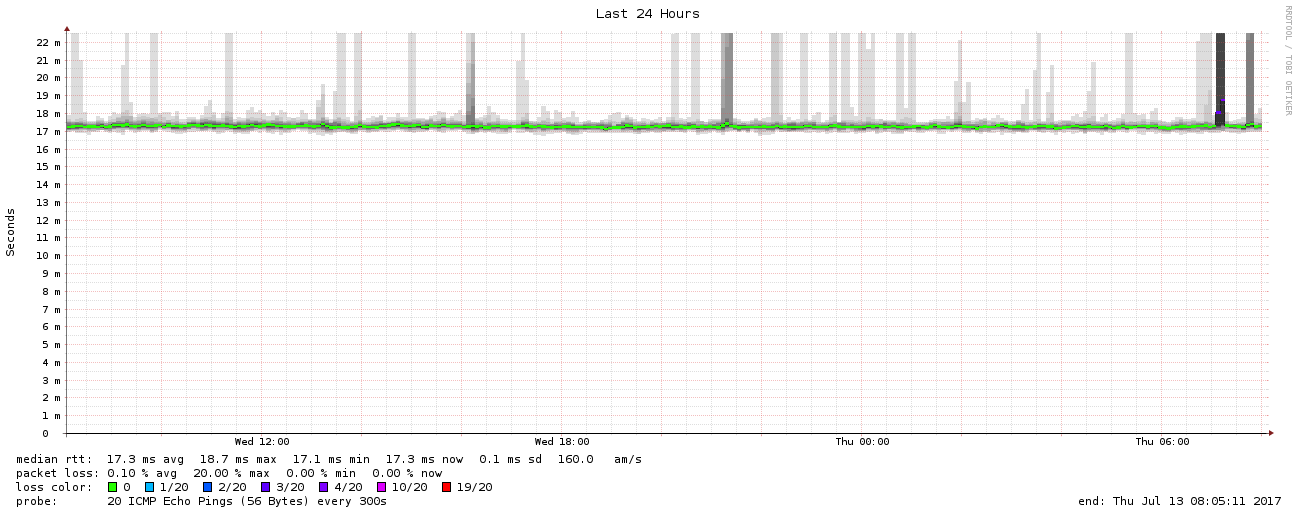 Last 24 Hours
RRDTOOL / TOBI OETIKER
Seconds
22 m
21 m
20 m
19 m
18 m
17 m
16 m
15 m
14 m
13 m
12 m
11 m
10 m
9 m
8 m
7 m
6 m
5 m
4 m
3 m
2 m
1 m
0
Wed 12:00 Wed 18:00 Thu 00:00 Thu 06:00
median rtt: 17.3 ms avg 18.7 ms max 17.1 ms min 17.3 ms now 0.1 ms sd 160.0 am/s
packet loss: 0.10 % avg 20.00 % max 0.00 % min 0.00 % now
loss color: 0 1/20 2/20 3/20 4/20 10/20 19/20
probe: 20 ICMP Echo Pings (56 Bytes) every 300s end: Thu Jul 13 08:05:11 2017